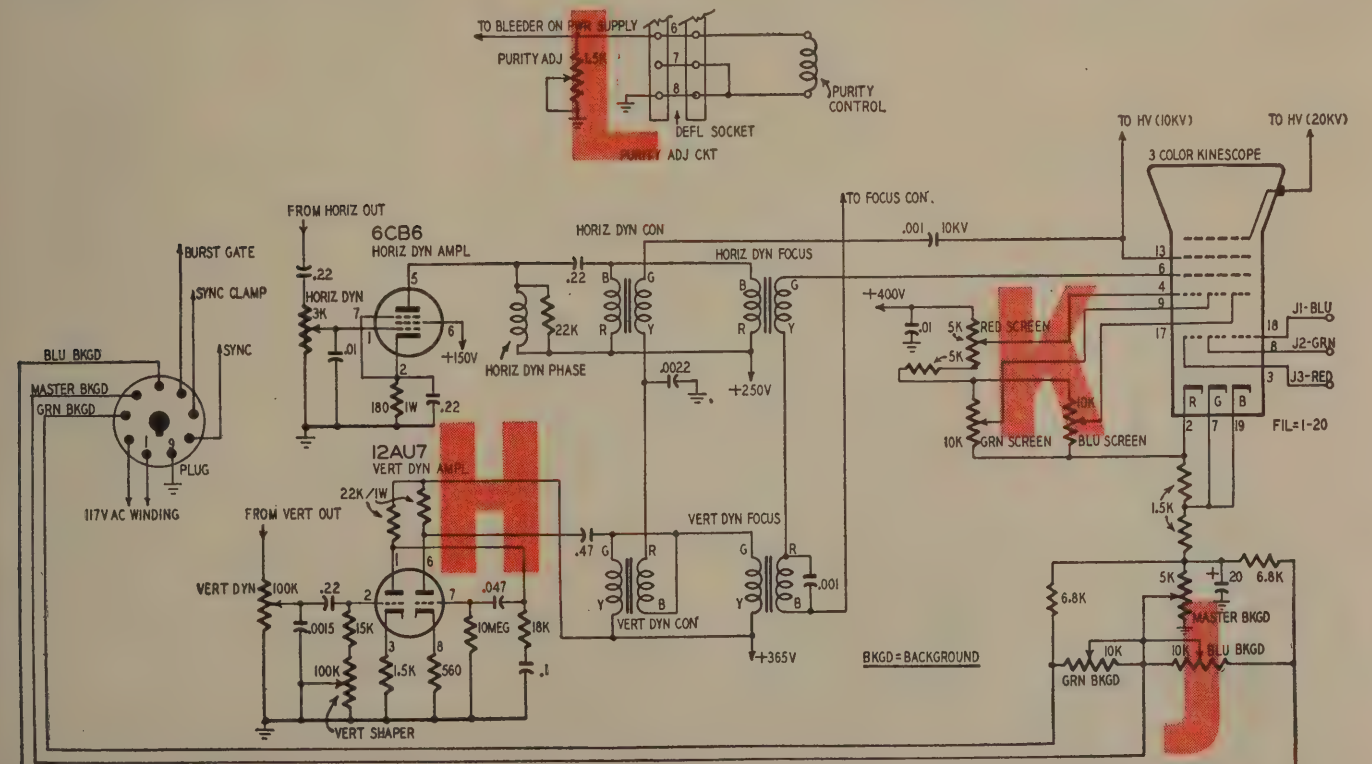 TO BLEEDER ON PWR SUPPLY
PURITY ADJ
1.5K
6
7
8
DEFL SOCKET
PURITY CONTROL
L
PURITY ADJ CKT
TO HV (10KV)
TO HV (20KV)
3 COLOR KINESCOPE
FROM HORIZ OUT
6CB6
HORIZ DYN AMPL
HORIZ DYN CON
TO FOCUS CON.
.001
10KV
BURST GATE
SYNC CLAMP
SYNC
.22
HORIZ DYN
3K
5
7
1
6
2
+150V
.01
180
1W
.22
22K
HORIZ DYN PHASE
.22
B
G
R
Y
HORIZ DYN FOCUS
B
G
R
Y
.0022
+250V
+400V
.01
5K
RED SCREEN
5K
K
10K
GRN SCREEN
10K
BLU SCREEN
13
6
4
9
17
18
8
3
J1-BLU
J2-GRN
J3-RED
R
G
B
2
7
19
FIL=1-20
BLU BKGD
MASTER BKGD
GRN BKGD
1
9
PLUG
117V AC WINDING
12AU7
VERT DYN AMPL
H
22K/1W
FROM VERT OUT
VERT DYN
100K
.22
.0015
15K
100K
VERT SHAPER
1
6
2
7
3
8
1.5K
560
10MEG
.047
18K
.1
.47
G
R
Y
B
VERT DYN CON
VERT DYN FOCUS
G
R
Y
B
.001
+365V
BKGD=BACKGROUND
1.5K
6.8K
5K
+
20
6.8K
MASTER BKGD
J
10K
GRN BKGD
10K
BLU BKGD